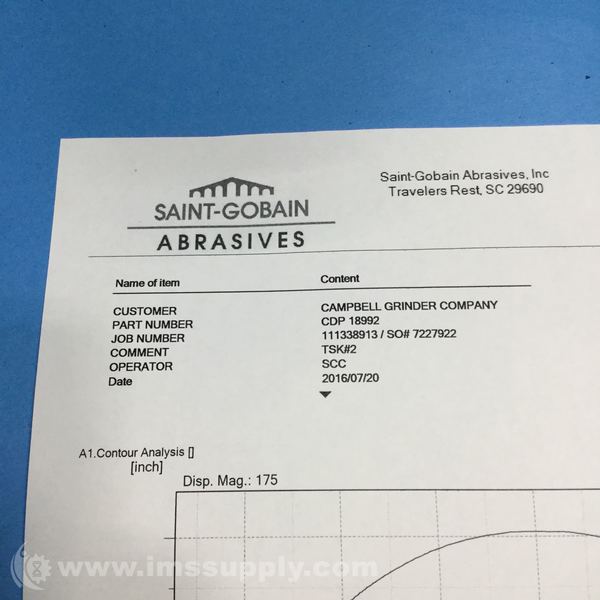 SAINT-GOBAIN
ABRASIVES
Saint-Gobain Abrasives, Inc
Travelers Rest, SC 29690
Name of item Content
CUSTOMER CAMPBELL GRINDER COMPANY
PART NUMBER CDP 18992
JOB NUMBER 111338913 / SO# 7227922
COMMENT TSK#2
OPERATOR SCC
Date 2016/07/20
A1.Contour Analysis []
[inch]
Disp. Mag.: 175
www.imssupply.com